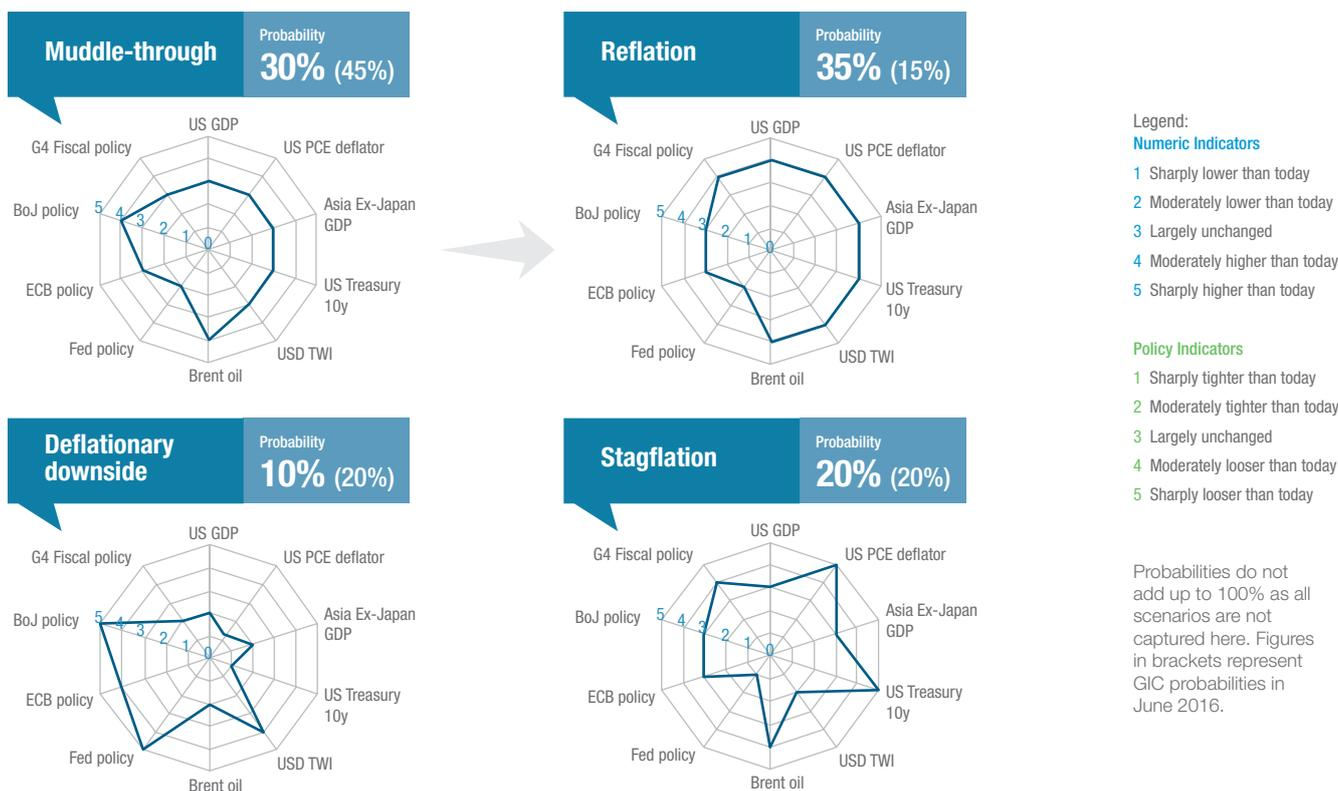 Muddle-through
Probability
30% (45%)
US GDP
US PCE deflator
Asia Ex-Japan
GDP
US Treasury
10y
USD TWI
Brent oil
Fed policy
ECB policy
BoJ policy
G4 Fiscal policy
5 4 3 2 1 0
Reflation
Probability
35% (15%)
US GDP
US PCE deflator
Asia Ex-Japan
GDP
US Treasury
10y
USD TWI
Brent oil
Fed policy
ECB policy
BoJ policy
G4 Fiscal policy
5 4 3 2 1 0
Deflationary
downside
Probability
10% (20%)
US GDP
US PCE deflator
Asia Ex-Japan
GDP
US Treasury
10y
USD TWI
Brent oil
Fed policy
ECB policy
BoJ policy
G4 Fiscal policy
5 4 3 2 1 0
Stagflation
Probability
20% (20%)
US GDP
US PCE deflator
Asia Ex-Japan
GDP
US Treasury
10y
USD TWI
Brent oil
Fed policy
ECB policy
BoJ policy
G4 Fiscal policy
5 4 3 2 1 0
Legend:
Numeric Indicators
1 Sharply lower than today
2 Moderately lower than today
3 Largely unchanged
4 Moderately higher than today
5 Sharply higher than today
Policy Indicators
1 Sharply tighter than today
2 Moderately tighter than today
3 Largely unchanged
4 Moderately looser than today
5 Sharply looser than today
Probabilities do not
add up to 100% as all
scenarios are not
captured here. Figures
in brackets represent
GIC probabilities in
June 2016.